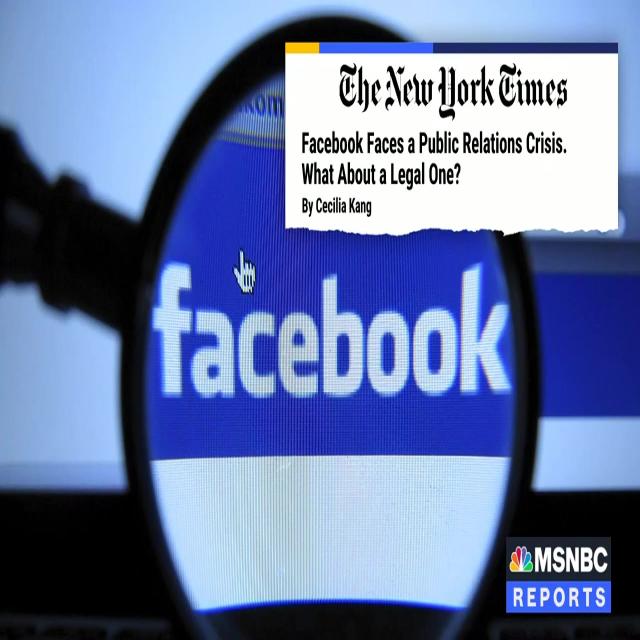 The New York Times
Facebook Faces a Public Relations Crisis.
What About a Legal One?
By Cecilia Kang
facebook
MSNBC
REPORTS